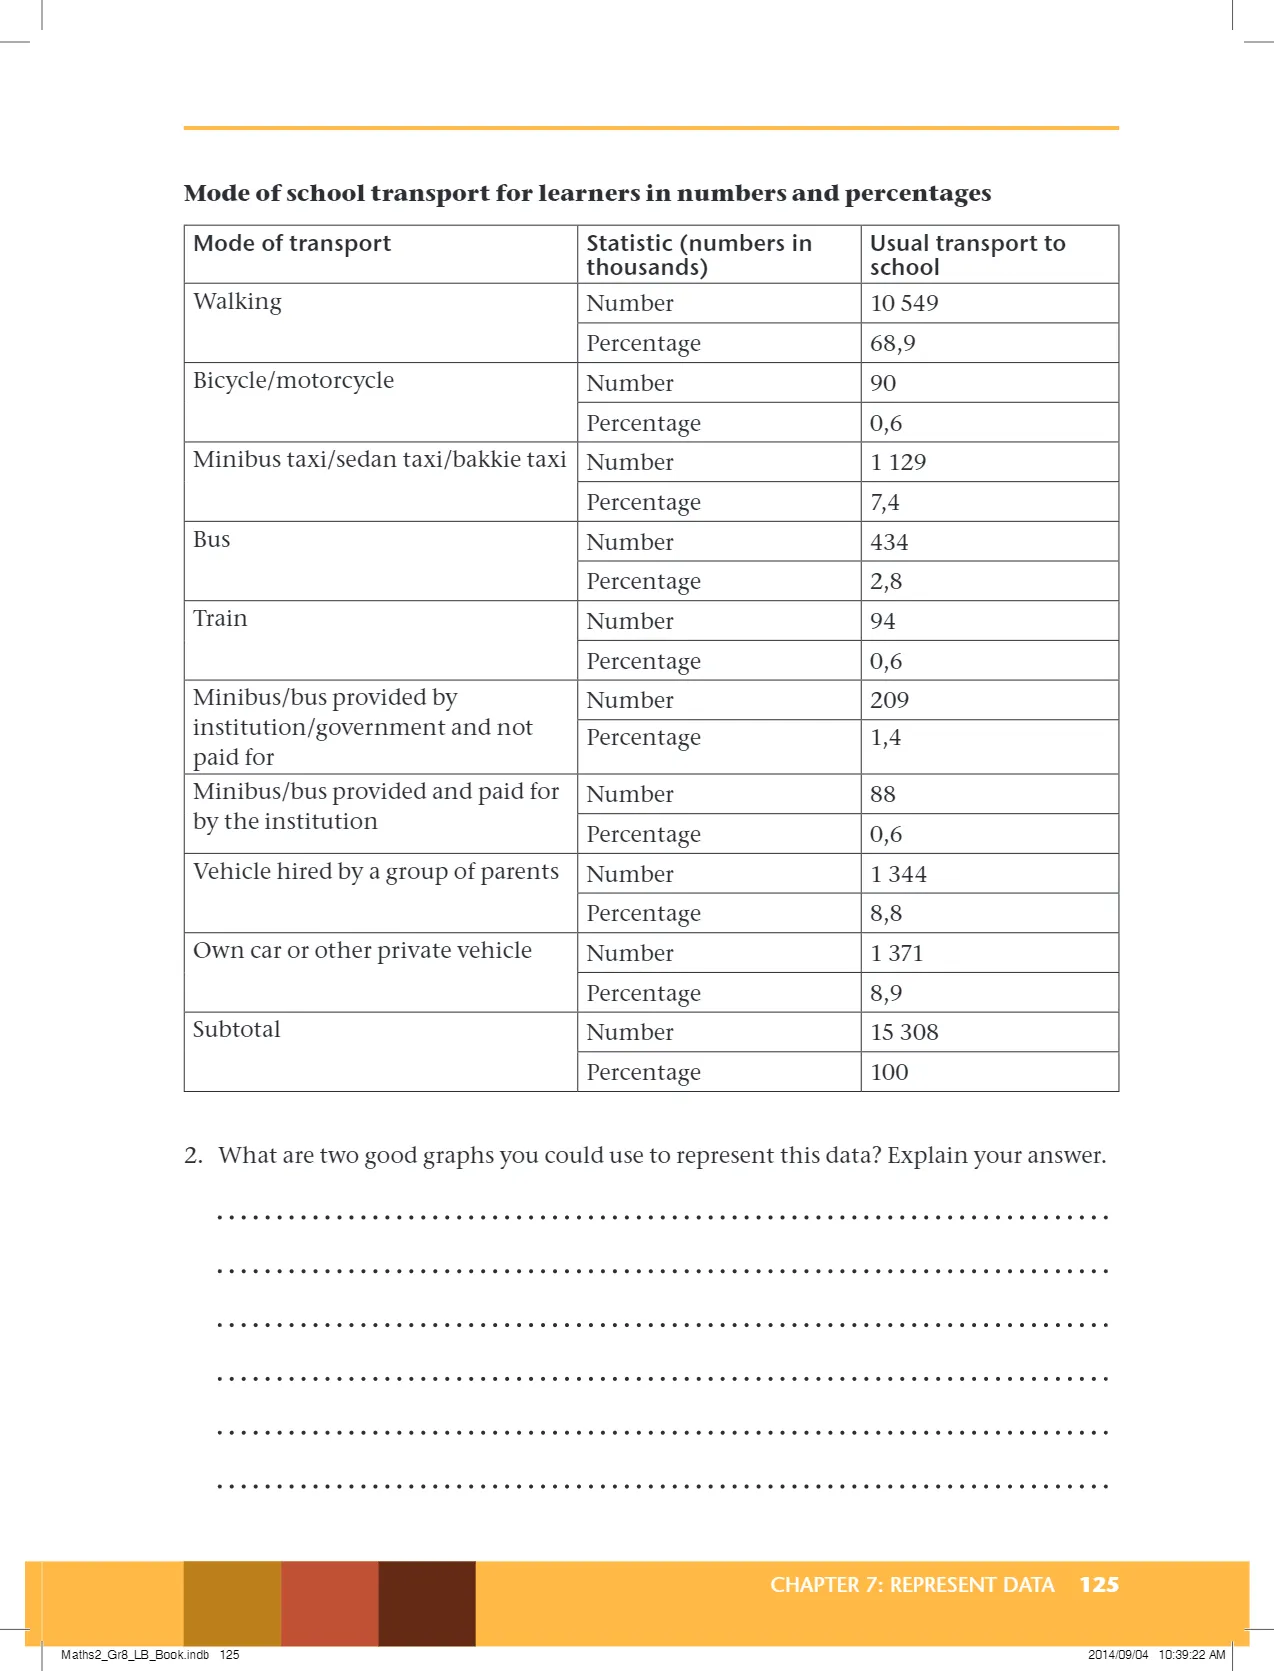 Mode of school transport for learners in numbers and percentages
Mode of transport
Statistic (numbers in thousands)
Usual transport to school
Walking
Number
10 549
Percentage
68,9
Bicycle/motorcycle
Number
90
Percentage
0,6
Minibus taxi/sedan taxi/bakkie taxi
Number
1 129
Percentage
7,4
Bus
Number
434
Percentage
2,8
Train
Number
94
Percentage
0,6
Minibus/bus provided by
institution/government and not
paid for
Number
209
Percentage
1,4
Minibus/bus provided and paid for
by the institution
Number
88
Percentage
0,6
Vehicle hired by a group of parents
Number
1 344
Percentage
8,8
Own car or other private vehicle
Number
1 371
Percentage
8,9
Subtotal
Number
15 308
Percentage
100
2. What are two good graphs you could use to represent this data? Explain your answer.
CHAPTER 7: REPRESENT DATA 125
Maths2_Gr8_LB_Book.indb 125
2014/09/04 10:39:22 AM